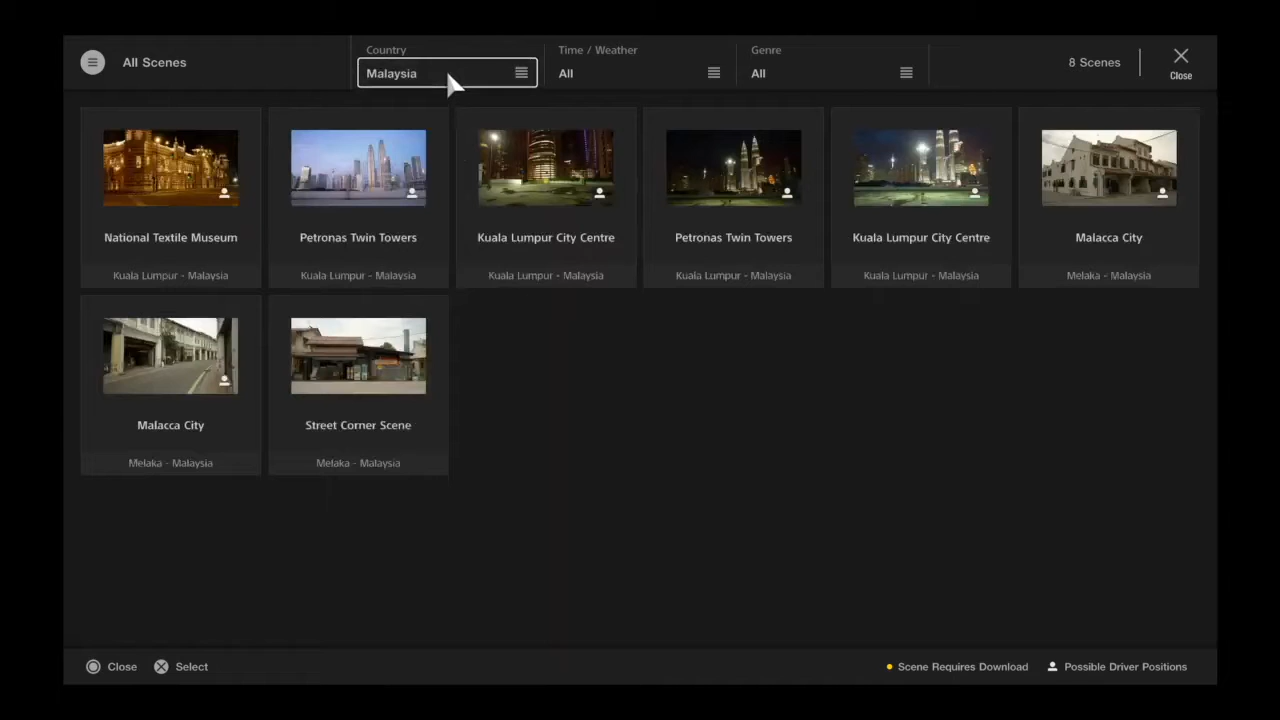 All Scenes
Country
Malaysia
Time / Weather
All
Genre
All
8 Scenes
Close
National Textile Museum
Petronas Twin Towers
Kuala Lumpur City Centre
Petronas Twin Towers
Kuala Lumpur City Centre
Malacca City
Kuala Lumpur - Malaysia
Kuala Lumpur - Malaysia
Kuala Lumpur - Malaysia
Kuala Lumpur - Malaysia
Kuala Lumpur - Malaysia
Melaka - Malaysia
Malacca City
Street Corner Scene
Melaka - Malaysia
Melaka - Malaysia
Close
Select
Scene Requires Download
Possible Driver Positions